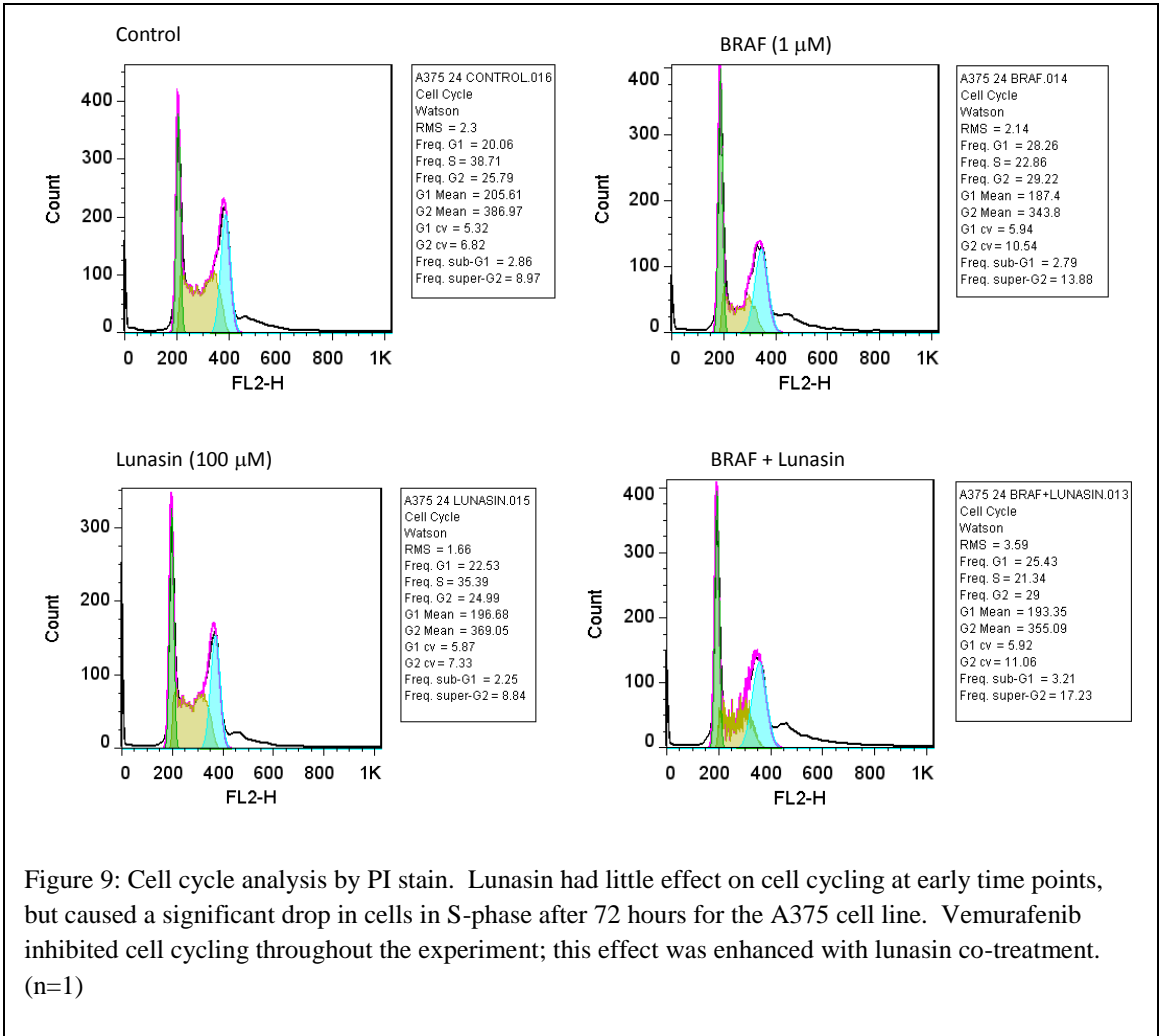 Control
400
300
200
100
0
Count
0 200 400 600 800 1K
FL2-H
A375 24 CONTROL.016
Cell Cycle
Watson
RMS = 2.3
Freq. G1 = 20.06
Freq. S = 38.71
Freq. G2 = 25.79
G1 Mean = 205.61
G2 Mean = 386.97
G1 cv = 5.32
G2 cv = 6.82
Freq. sub-G1 = 2.86
Freq. super-G2 = 8.97
BRAF (1 μM)
400
300
200
100
0
Count
0 200 400 600 800 1K
FL2-H
A375 24 BRAF.014
Cell Cycle
Watson
RMS = 2.14
Freq. G1 = 28.26
Freq. S = 22.86
Freq. G2 = 29.22
G1 Mean = 187.4
G2 Mean = 343.8
G1 cv = 5.94
G2 cv = 10.54
Freq. sub-G1 = 2.79
Freq. super-G2 = 13.88
Lunasin (100 μM)
300
200
100
0
Count
0 200 400 600 800 1K
FL2-H
A375 24 LUNASIN.015
Cell Cycle
Watson
RMS = 1.66
Freq. G1 = 22.53
Freq. S = 35.39
Freq. G2 = 24.99
G1 Mean = 196.68
G2 Mean = 369.05
G1 cv = 5.87
G2 cv = 7.33
Freq. sub-G1 = 2.25
Freq. super-G2 = 8.84
BRAF + Lunasin
400
300
200
100
0
Count
0 200 400 600 800 1K
FL2-H
A375 24 BRAF+LUNASIN.013
Cell Cycle
Watson
RMS = 3.59
Freq. G1 = 25.43
Freq. S = 21.34
Freq. G2 = 29
G1 Mean = 193.35
G2 Mean = 355.09
G1 cv = 5.92
G2 cv = 11.06
Freq. sub-G1 = 3.21
Freq. super-G2 = 17.23
Figure 9: Cell cycle analysis by PI stain.  Lunasin had little effect on cell cycling at early time points,
but caused a significant drop in cells in S-phase after 72 hours for the A375 cell line.  Vemurafenib
inhibited cell cycling throughout the experiment; this effect was enhanced with lunasin co-treatment.
(n=1)